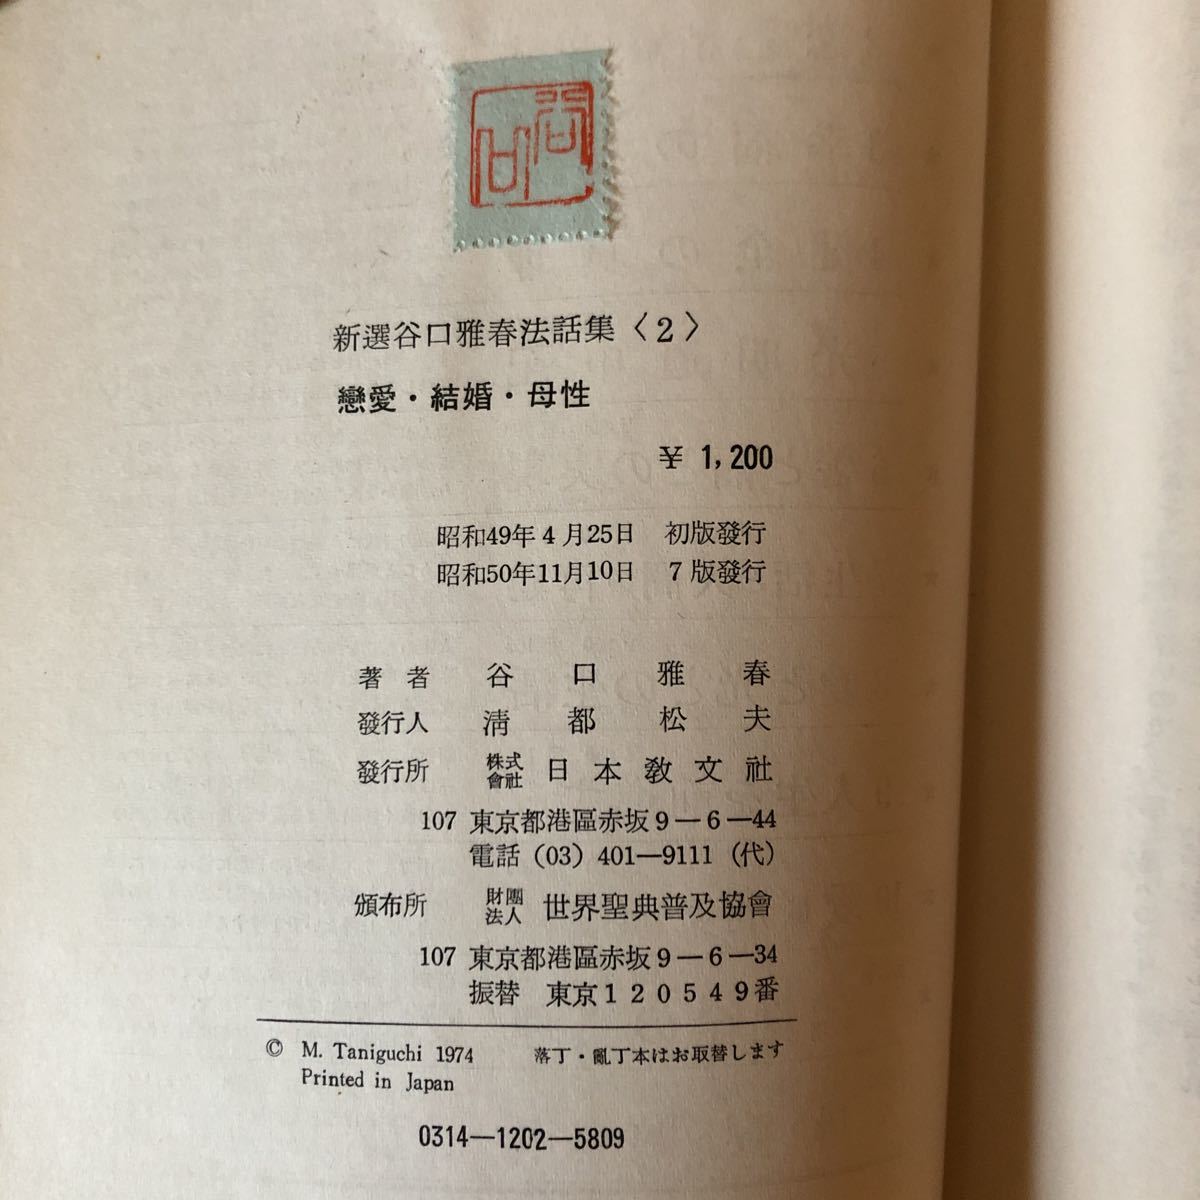 谷口
新選谷口雅春法話集〈2〉
戀愛・結婚・母性
¥ 1,200
昭和49年4月25日 初版發行
昭和50年11月10日 7版發行
著者 谷口雅春
發行人 淸都松夫
發行所 株式會社 日本教文社
107 東京都港區赤坂9―6―44
電話(03)401―9111(代)
頒布所 財團法人 世界聖典普及協會
107 東京都港區赤坂9―6―34
振替 東京120549番
© M. Taniguchi 1974 落丁・亂丁本はお取替します
Printed in Japan
0314―1202―5809